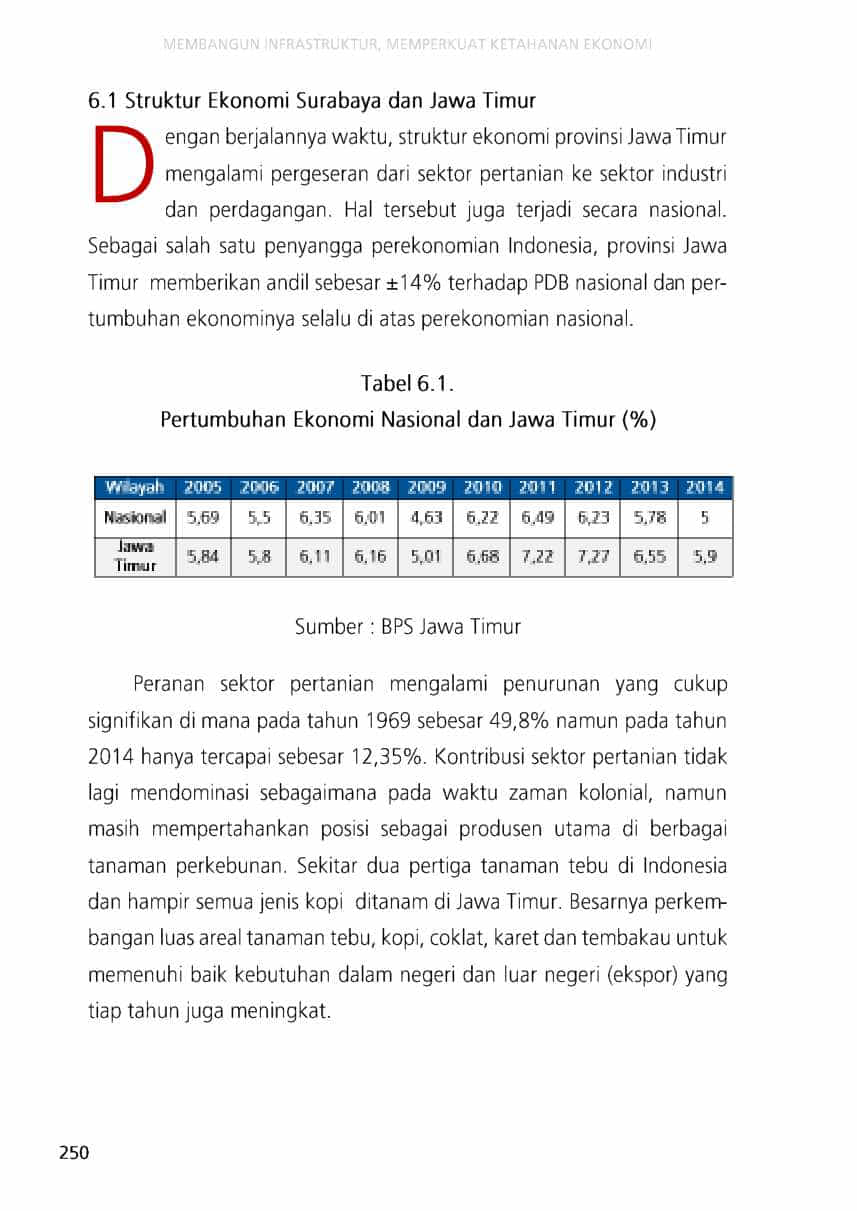 MEMBANGUN INFRASTRUKTUR, MEMPERKUAT KETAHANAN EKONOMI
6.1 Struktur Ekonomi Surabaya dan Jawa Timur
Dengan berjalannya waktu, struktur ekonomi provinsi Jawa Timur
mengalami pergeseran dari sektor pertanian ke sektor industri
dan perdagangan. Hal tersebut juga terjadi secara nasional.
Sebagai salah satu penyangga perekonomian Indonesia, provinsi Jawa
Timur memberikan andil sebesar ±14% terhadap PDB nasional dan per-
tumbuhan ekonominya selalu di atas perekonomian nasional.
Tabel 6.1.
Pertumbuhan Ekonomi Nasional dan Jawa Timur (%)
Wilayah 2005 2006 2007 2008 2009 2010 2011 2012 2013 2014
Nasional 5,69 5,5 6,35 6,01 4,63 6,22 6,49 6,23 5,78 5
Jawa
Timur 5,84 5,8 6,11 6,16 5,01 6,68 7,22 7,27 6,55 5,9
Sumber : BPS Jawa Timur
Peranan sektor pertanian mengalami penurunan yang cukup
signifikan di mana pada tahun 1969 sebesar 49,8% namun pada tahun
2014 hanya tercapai sebesar 12,35%. Kontribusi sektor pertanian tidak
lagi mendominasi sebagaimana pada waktu zaman kolonial, namun
masih mempertahankan posisi sebagai produsen utama di berbagai
tanaman perkebunan. Sekitar dua pertiga tanaman tebu di Indonesia
dan hampir semua jenis kopi ditanam di Jawa Timur. Besarnya perkem-
bangan luas areal tanaman tebu, kopi, coklat, karet dan tembakau untuk
memenuhi baik kebutuhan dalam negeri dan luar negeri (ekspor) yang
tiap tahun juga meningkat.
250